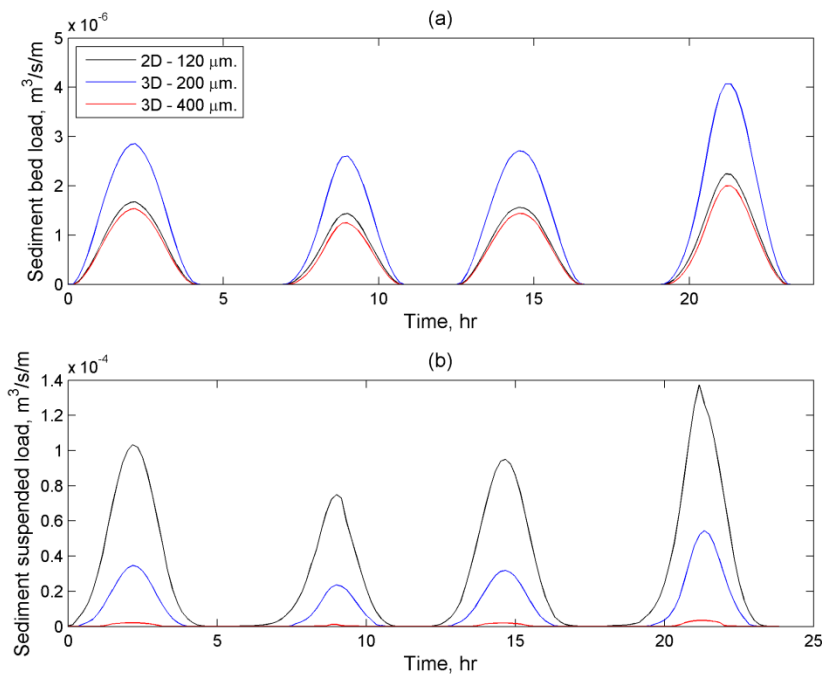 (a)
x 10-6
5
4
3
2
1
0
Sediment bed load, m3/s/m
2D - 120 μm.
3D - 200 μm.
3D - 400 μm.
0 5 10 15 20
Time, hr
(b)
x 10-4
1.4
1.2
1
0.8
0.6
0.4
0.2
0
Sediment suspended load, m3/s/m
0 5 10 15 20 25
Time, hr